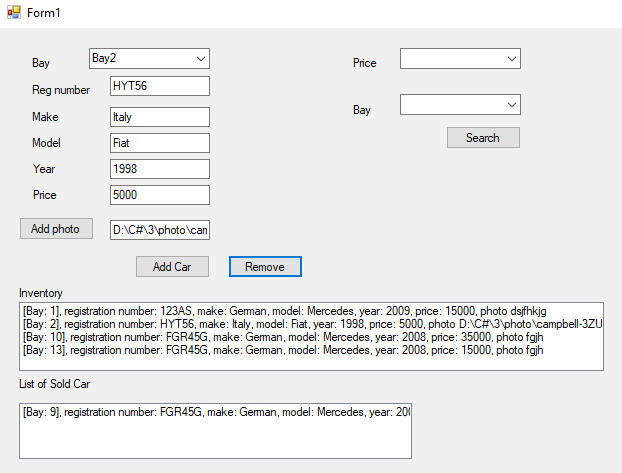 Form1
Bay Bay2
Reg number HYT56
Make Italy
Model Fiat
Year 1998
Price 5000
Add photo D:\C#\3\photo\cam
Price
Bay
Search
Add Car Remove
Inventory
[Bay: 1], registration number: 123AS, make: German, model: Mercedes, year: 2009, price: 15000, photo dsjfhkjg
[Bay: 2], registration number: HYT56, make: Italy, model: Fiat, year: 1998, price: 5000, photo D:\C#\3\photo\campbell-3ZU
[Bay: 10], registration number: FGR45G, make: German, model: Mercedes, year: 2008, price: 35000, photo fgjh
[Bay: 13], registration number: FGR45G, make: German, model: Mercedes, year: 2008, price: 15000, photo fgjh
List of Sold Car
[Bay: 9], registration number: FGR45G, make: German, model: Mercedes, year: 200